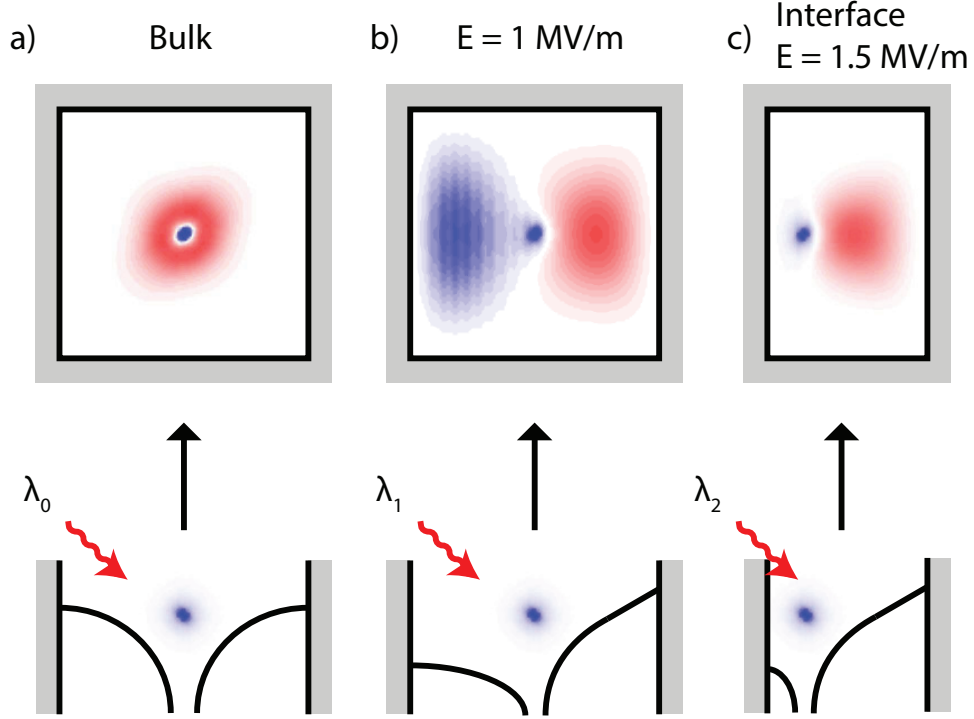 a) Bulk
b) E = 1 MV/m
c) Interface
E = 1.5 MV/m
λ₀
λ₁
λ₂